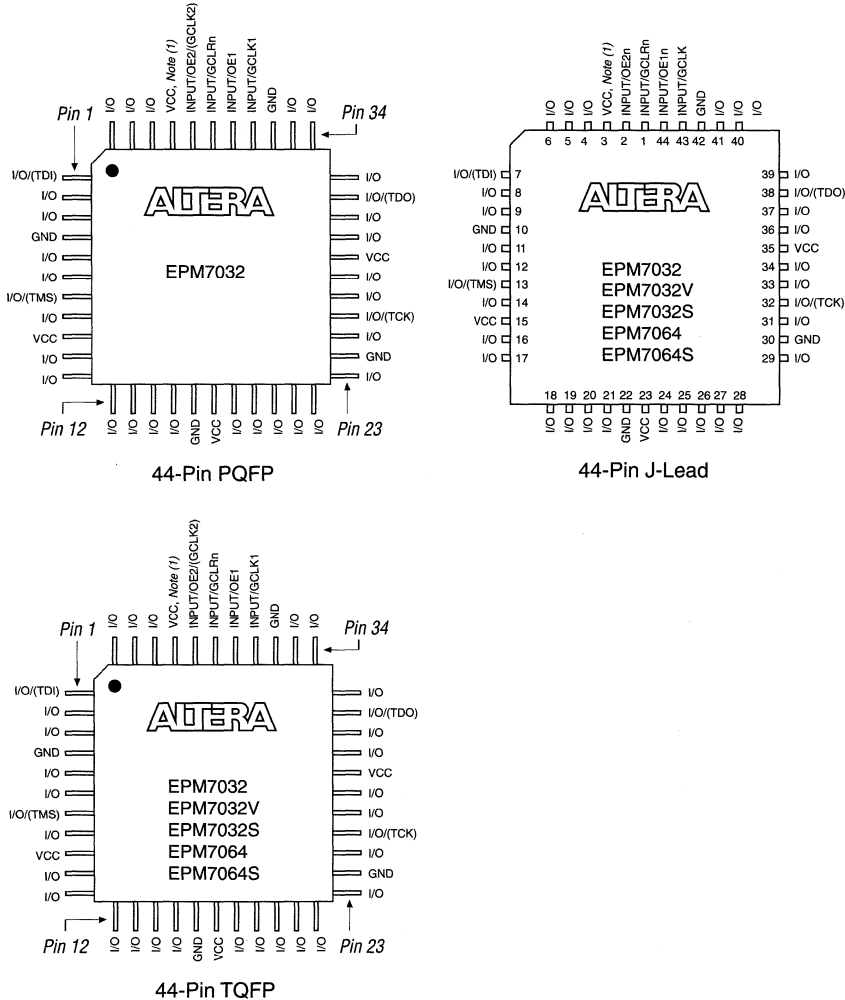 I/O
I/O
I/O
VCC, Note (1)
INPUT/OE2/(GCLK2)
INPUT/GCLRn
INPUT/OE1
INPUT/GCLK1
GND
I/O
I/O
Pin 1
Pin 34
I/O/(TDI)
I/O
I/O
GND
I/O
I/O
I/O/(TMS)
I/O
VCC
I/O
I/O
ALTERA
EPM7032
I/O
I/O/(TDO)
I/O
I/O
VCC
I/O
I/O
I/O/(TCK)
I/O
GND
I/O
Pin 12
Pin 23
I/O
I/O
I/O
I/O
GND
VCC
I/O
I/O
I/O
I/O
I/O
44-Pin PQFP
I/O
I/O
I/O
VCC, Note (1)
INPUT/OE2n
INPUT/GCLRn
INPUT/OE1n
INPUT/GCLK
GND
I/O
I/O
I/O
6 5 4 3 2 1 44 43 42 41 40
I/O/(TDI) 7
I/O 8
I/O 9
GND 10
I/O 11
I/O 12
I/O/(TMS) 13
I/O 14
VCC 15
I/O 16
I/O 17
ALTERA
EPM7032
EPM7032V
EPM7032S
EPM7064
EPM7064S
39 I/O
38 I/O/(TDO)
37 I/O
36 I/O
35 VCC
34 I/O
33 I/O
32 I/O/(TCK)
31 I/O
30 GND
29 I/O
18 19 20 21 22 23 24 25 26 27 28
I/O
I/O
I/O
I/O
GND
VCC
I/O
I/O
I/O
I/O
I/O
44-Pin J-Lead
I/O
I/O
I/O
VCC, Note (1)
INPUT/OE2/(GCLK2)
INPUT/GCLRn
INPUT/OE1
INPUT/GCLK1
GND
I/O
I/O
Pin 1
Pin 34
I/O/(TDI)
I/O
I/O
GND
I/O
I/O
I/O/(TMS)
I/O
VCC
I/O
I/O
ALTERA
EPM7032
EPM7032V
EPM7032S
EPM7064
EPM7064S
I/O
I/O/(TDO)
I/O
I/O
VCC
I/O
I/O
I/O/(TCK)
I/O
GND
I/O
Pin 12
Pin 23
I/O
I/O
I/O
I/O
GND
VCC
I/O
I/O
I/O
I/O
I/O
44-Pin TQFP